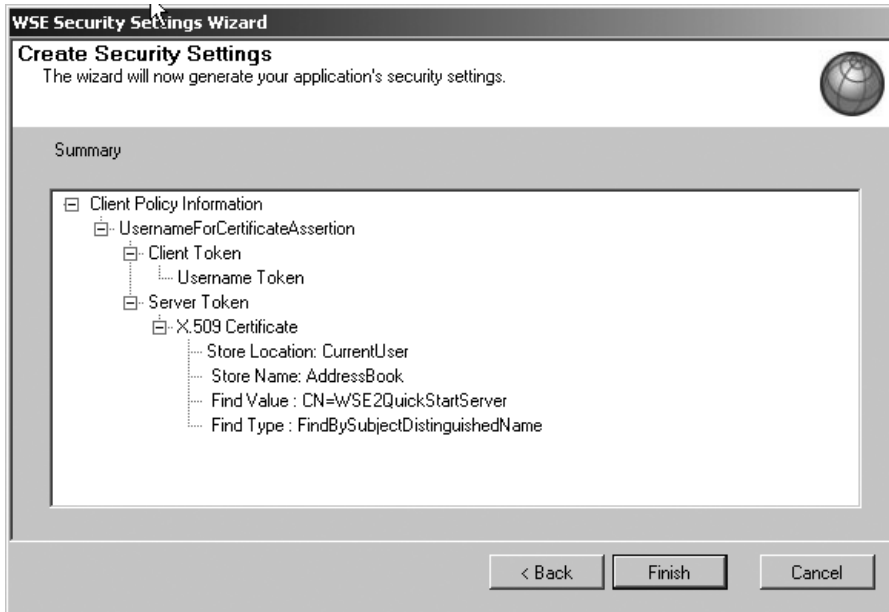 WSE Security Settings Wizard
Create Security Settings
The wizard will now generate your application's security settings.
Summary
Client Policy Information
UsernameForCertificateAssertion
Client Token
Username Token
Server Token
X.509 Certificate
Store Location: CurrentUser
Store Name: AddressBook
Find Value : CN=WSE2QuickStartServer
Find Type : FindBySubjectDistinguishedName
< Back
Finish
Cancel